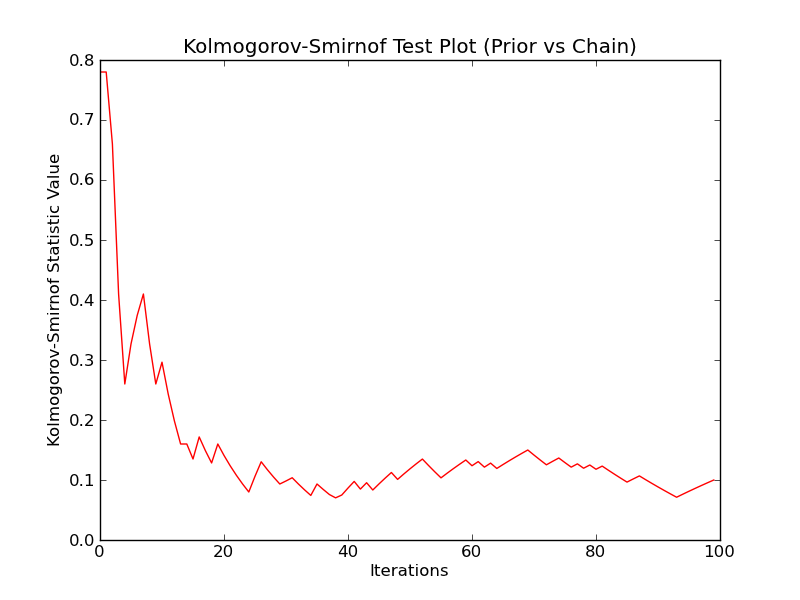 Kolmogorov-Smirnof Test Plot (Prior vs Chain)
Kolmogorov-Smirnof Statistic Value
0.8
0.7
0.6
0.5
0.4
0.3
0.2
0.1
0.0
0 20 40 60 80 100
Iterations